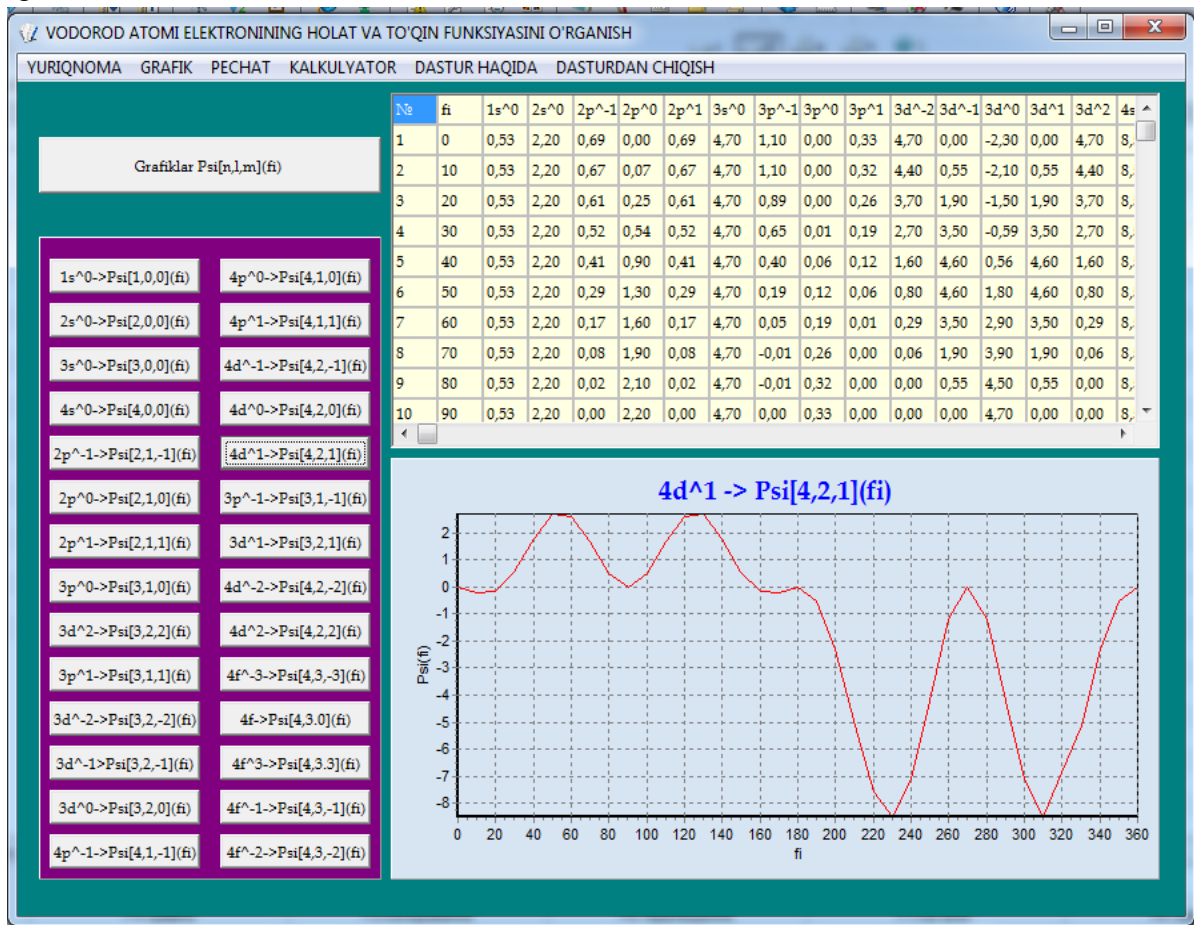 VODOROD ATOMI ELEKTRONINING HOLAT VA TO'QIN FUNKSIYASINI O'RGANISH
YURIQNOMA GRAFIK PECHAT KALKULYATOR DASTUR HAQIDA DASTURDAN CHIQISH
Grafiklar Psi[n,l,m](fi)
1s^0->Psi[1,0,0](fi) 4p^0->Psi[4,1,0](fi)
2s^0->Psi[2,0,0](fi) 4p^1->Psi[4,1,1](fi)
3s^0->Psi[3,0,0](fi) 4d^-1->Psi[4,2,-1](fi)
4s^0->Psi[4,0,0](fi) 4d^0->Psi[4,2,0](fi)
2p^-1->Psi[2,1,-1](fi) 4d^1->Psi[4,2,1](fi)
2p^0->Psi[2,1,0](fi) 3p^-1->Psi[3,1,-1](fi)
2p^1->Psi[2,1,1](fi) 3d^1->Psi[3,2,1](fi)
3p^0->Psi[3,1,0](fi) 4d^-2->Psi[4,2,-2](fi)
3d^2->Psi[3,2,2](fi) 4d^2->Psi[4,2,2](fi)
3p^1->Psi[3,1,1](fi) 4f^-3->Psi[4,3,-3](fi)
3d^-2->Psi[3,2,-2](fi) 4f->Psi[4,3.0](fi)
3d^-1>Psi[3,2,-1](fi) 4f^3->Psi[4,3.3](fi)
3d^0->Psi[3,2,0](fi) 4f^-1->Psi[4,3,-1](fi)
4p^-1->Psi[4,1,-1](fi) 4f^-2->Psi[4,3,-2](fi)
№ fi 1s^0 2s^0 2p^-1 2p^0 2p^1 3s^0 3p^-1 3p^0 3p^1 3d^-2 3d^-1 3d^0 3d^1 3d^2 4s
1 0 0,53 2,20 0,69 0,00 0,69 4,70 1,10 0,00 0,33 4,70 0,00 -2,30 0,00 4,70 8,
2 10 0,53 2,20 0,67 0,07 0,67 4,70 1,10 0,00 0,32 4,40 0,55 -2,10 0,55 4,40 8,
3 20 0,53 2,20 0,61 0,25 0,61 4,70 0,89 0,00 0,26 3,70 1,90 -1,50 1,90 3,70 8,
4 30 0,53 2,20 0,52 0,54 0,52 4,70 0,65 0,01 0,19 2,70 3,50 -0,59 3,50 2,70 8,
5 40 0,53 2,20 0,41 0,90 0,41 4,70 0,40 0,06 0,12 1,60 4,60 0,56 4,60 1,60 8,
6 50 0,53 2,20 0,29 1,30 0,29 4,70 0,19 0,12 0,06 0,80 4,60 1,80 4,60 0,80 8,
7 60 0,53 2,20 0,17 1,60 0,17 4,70 0,05 0,19 0,01 0,29 3,50 2,90 3,50 0,29 8,
8 70 0,53 2,20 0,08 1,90 0,08 4,70 -0,01 0,26 0,00 0,06 1,90 3,90 1,90 0,06 8,
9 80 0,53 2,20 0,02 2,10 0,02 4,70 -0,01 0,32 0,00 0,00 0,55 4,50 0,55 0,00 8,
10 90 0,53 2,20 0,00 2,20 0,00 4,70 0,00 0,33 0,00 0,00 0,00 4,70 0,00 0,00 8,
4d^1 -> Psi[4,2,1](fi)
2
1
0
-1
-2
-3
-4
-5
-6
-7
-8
Psi(fi)
0 20 40 60 80 100 120 140 160 180 200 220 240 260 280 300 320 340 360
fi